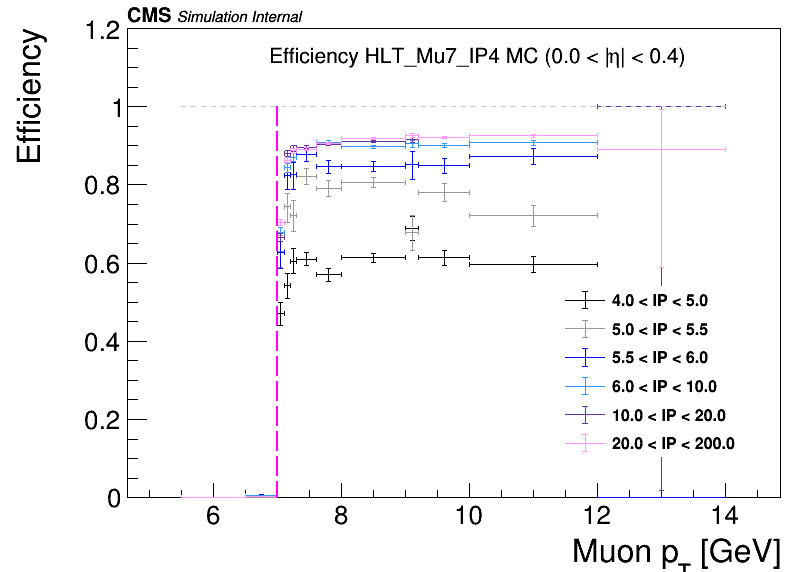 CMS Simulation Internal
Efficiency HLT_Mu7_IP4 MC (0.0 < |η| < 0.4)
Efficiency
1.2
1
0.8
0.6
0.4
0.2
0
4.0 < IP < 5.0
5.0 < IP < 5.5
5.5 < IP < 6.0
6.0 < IP < 10.0
10.0 < IP < 20.0
20.0 < IP < 200.0
6 8 10 12 14
Muon p_T [GeV]